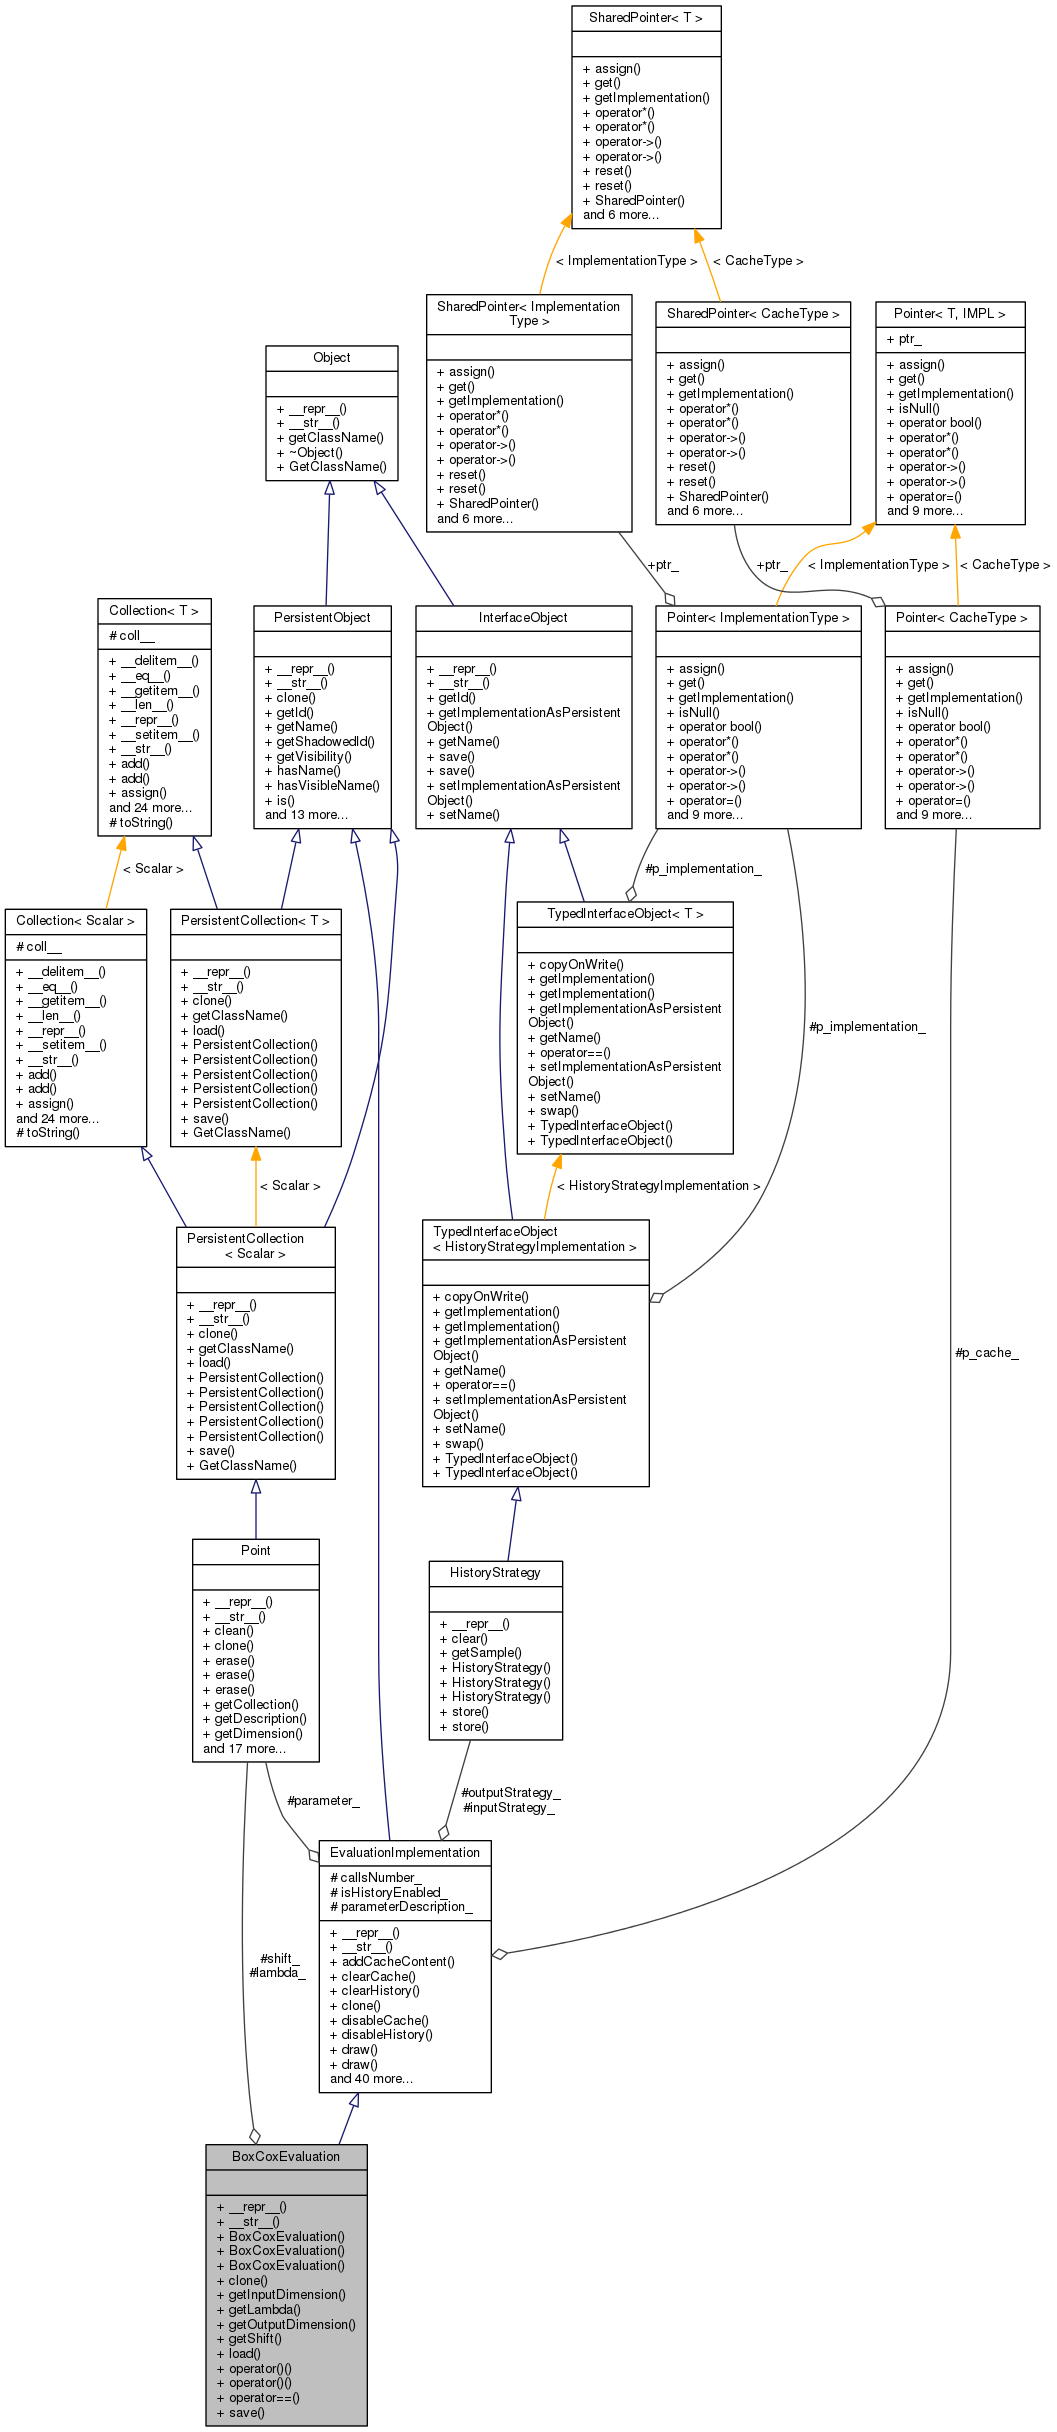 SharedPointer< T >
+ assign()
+ get()
+ getImplementation()
+ operator*()
+ operator*()
+ operator->()
+ operator->()
+ reset()
+ reset()
+ SharedPointer()
and 6 more...
< ImplementationType >
< CacheType >
SharedPointer< Implementation
Type >
+ assign()
+ get()
+ getImplementation()
+ operator*()
+ operator*()
+ operator->()
+ operator->()
+ reset()
+ reset()
+ SharedPointer()
and 6 more...
SharedPointer< CacheType >
+ assign()
+ get()
+ getImplementation()
+ operator*()
+ operator*()
+ operator->()
+ operator->()
+ reset()
+ reset()
+ SharedPointer()
and 6 more...
Pointer< T, IMPL >
+ ptr_
+ assign()
+ get()
+ getImplementation()
+ isNull()
+ operator bool()
+ operator*()
+ operator*()
+ operator->()
+ operator->()
+ operator=()
and 9 more...
Object
+ __repr__()
+ __str__()
+ getClassName()
+ ~Object()
+ GetClassName()
+ptr_
+ptr_
< ImplementationType >
< CacheType >
Collection< T >
# coll__
+ __delitem__()
+ __eq__()
+ __getitem__()
+ __len__()
+ __repr__()
+ __setitem__()
+ __str__()
+ add()
+ add()
+ assign()
and 24 more...
# toString()
PersistentObject
+ __repr__()
+ __str__()
+ clone()
+ getId()
+ getName()
+ getShadowedId()
+ getVisibility()
+ hasName()
+ hasVisibleName()
+ is()
and 13 more...
InterfaceObject
+ __repr__()
+ __str__()
+ getId()
+ getImplementationAsPersistent
Object()
+ getName()
+ save()
+ save()
+ setImplementationAsPersistent
Object()
+ setName()
Pointer< ImplementationType >
+ assign()
+ get()
+ getImplementation()
+ isNull()
+ operator bool()
+ operator*()
+ operator*()
+ operator->()
+ operator->()
+ operator=()
and 9 more...
Pointer< CacheType >
+ assign()
+ get()
+ getImplementation()
+ isNull()
+ operator bool()
+ operator*()
+ operator*()
+ operator->()
+ operator->()
+ operator=()
and 9 more...
< Scalar >
#p_implementation_
Collection< Scalar >
# coll__
+ __delitem__()
+ __eq__()
+ __getitem__()
+ __len__()
+ __repr__()
+ __setitem__()
+ __str__()
+ add()
+ add()
+ assign()
and 24 more...
# toString()
PersistentCollection< T >
+ __repr__()
+ __str__()
+ clone()
+ getClassName()
+ load()
+ PersistentCollection()
+ PersistentCollection()
+ PersistentCollection()
+ PersistentCollection()
+ PersistentCollection()
+ save()
+ GetClassName()
TypedInterfaceObject< T >
+ copyOnWrite()
+ getImplementation()
+ getImplementation()
+ getImplementationAsPersistent
Object()
+ getName()
+ operator==()
+ setImplementationAsPersistent
Object()
+ setName()
+ swap()
+ TypedInterfaceObject()
+ TypedInterfaceObject()
#p_implementation_
< Scalar >
< HistoryStrategyImplementation >
PersistentCollection
< Scalar >
+ __repr__()
+ __str__()
+ clone()
+ getClassName()
+ load()
+ PersistentCollection()
+ PersistentCollection()
+ PersistentCollection()
+ PersistentCollection()
+ PersistentCollection()
+ save()
+ GetClassName()
TypedInterfaceObject
< HistoryStrategyImplementation >
+ copyOnWrite()
+ getImplementation()
+ getImplementation()
+ getImplementationAsPersistent
Object()
+ getName()
+ operator==()
+ setImplementationAsPersistent
Object()
+ setName()
+ swap()
+ TypedInterfaceObject()
+ TypedInterfaceObject()
#p_cache_
Point
+ __repr__()
+ __str__()
+ clean()
+ clone()
+ erase()
+ erase()
+ erase()
+ getCollection()
+ getDescription()
+ getDimension()
and 17 more...
HistoryStrategy
+ __repr__()
+ clear()
+ getSample()
+ HistoryStrategy()
+ HistoryStrategy()
+ HistoryStrategy()
+ store()
+ store()
#parameter_
#outputStrategy_
#inputStrategy_
EvaluationImplementation
# callsNumber_
# isHistoryEnabled_
# parameterDescription_
+ __repr__()
+ __str__()
+ addCacheContent()
+ clearCache()
+ clearHistory()
+ clone()
+ disableCache()
+ disableHistory()
+ draw()
+ draw()
and 40 more...
#shift_
#lambda_
BoxCoxEvaluation
+ __repr__()
+ __str__()
+ BoxCoxEvaluation()
+ BoxCoxEvaluation()
+ BoxCoxEvaluation()
+ clone()
+ getInputDimension()
+ getLambda()
+ getOutputDimension()
+ getShift()
+ load()
+ operator()()
+ operator()()
+ operator==()
+ save()